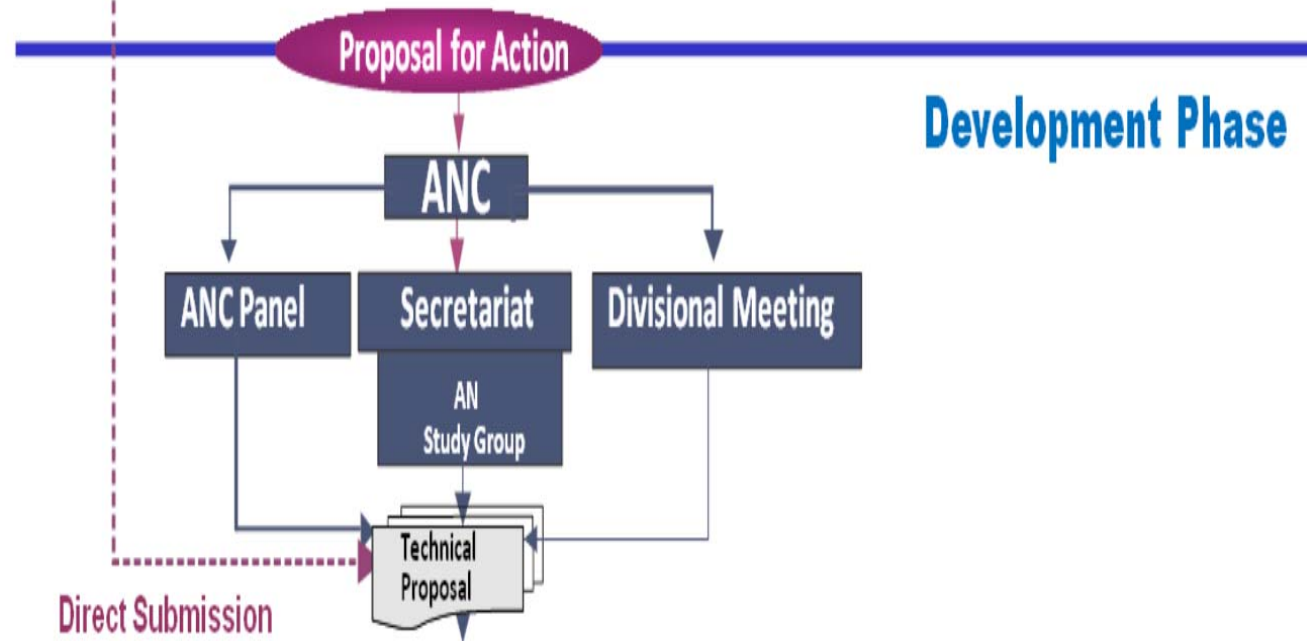 Proposal for Action
Development Phase
ANC
ANC Panel
Secretariat
Divisional Meeting
AN
Study Group
Technical
Proposal
Direct Submission